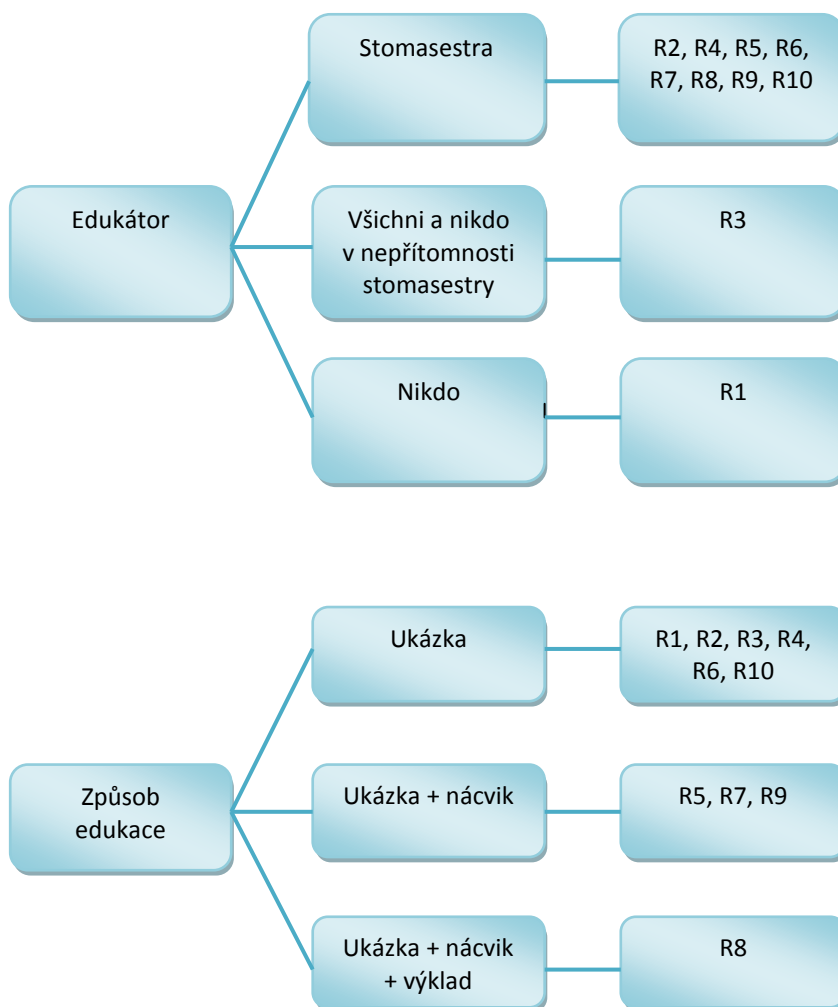 Stomasestra
R2, R4, R5, R6,
R7, R8, R9, R10
Edukátor
Všichni a nikdo
v nepřítomnosti
stomasestry
R3
Nikdo
R1
Ukázka
R1, R2, R3, R4,
R6, R10
Způsob
edukace
Ukázka + nácvik
R5, R7, R9
Ukázka + nácvik
+ výklad
R8